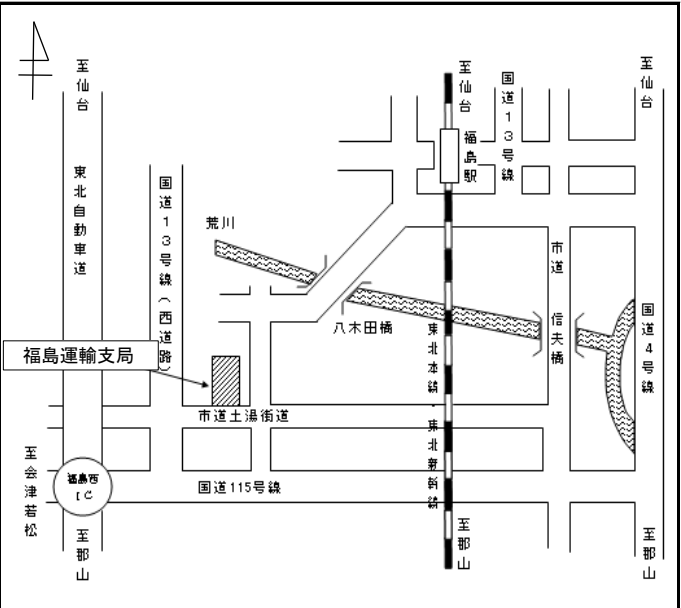 至仙台
至仙台
国道13号線
至仙台
福島駅
東北自動車道
国道13号線(西道路)
荒川
市道
信夫橋
国道4号線
八木田橋
東北本線・東北新幹線
福島運輸支局
市道土湯街道
至会津若松
福島西
IC
国道115号線
至郡山
至郡山
至郡山